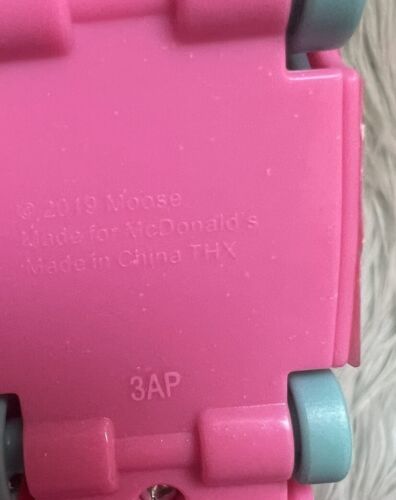 © 2019 Moose
Made for McDonald's
Made in China THX
3AP